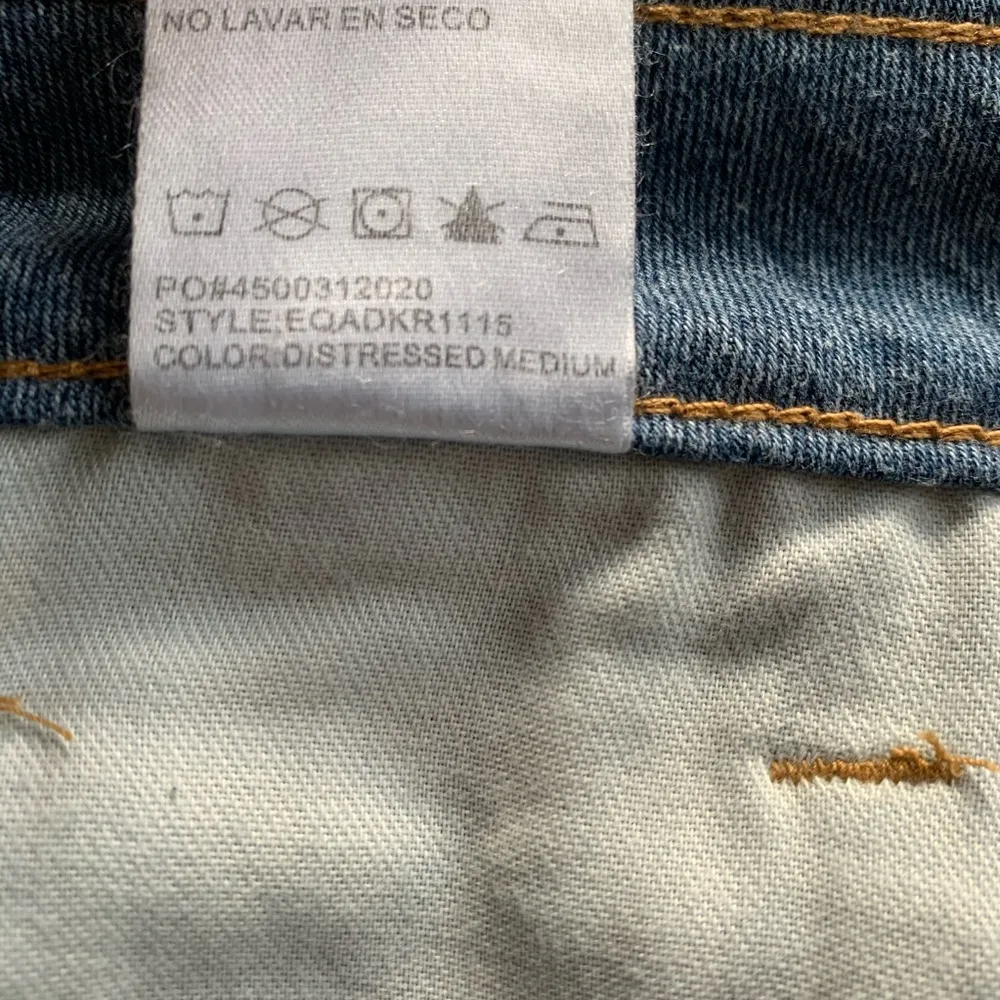 NO LAVAR EN SECO
PO#4500312020
STYLE:EQADKR1115
COLOR:DISTRESSED MEDIUM